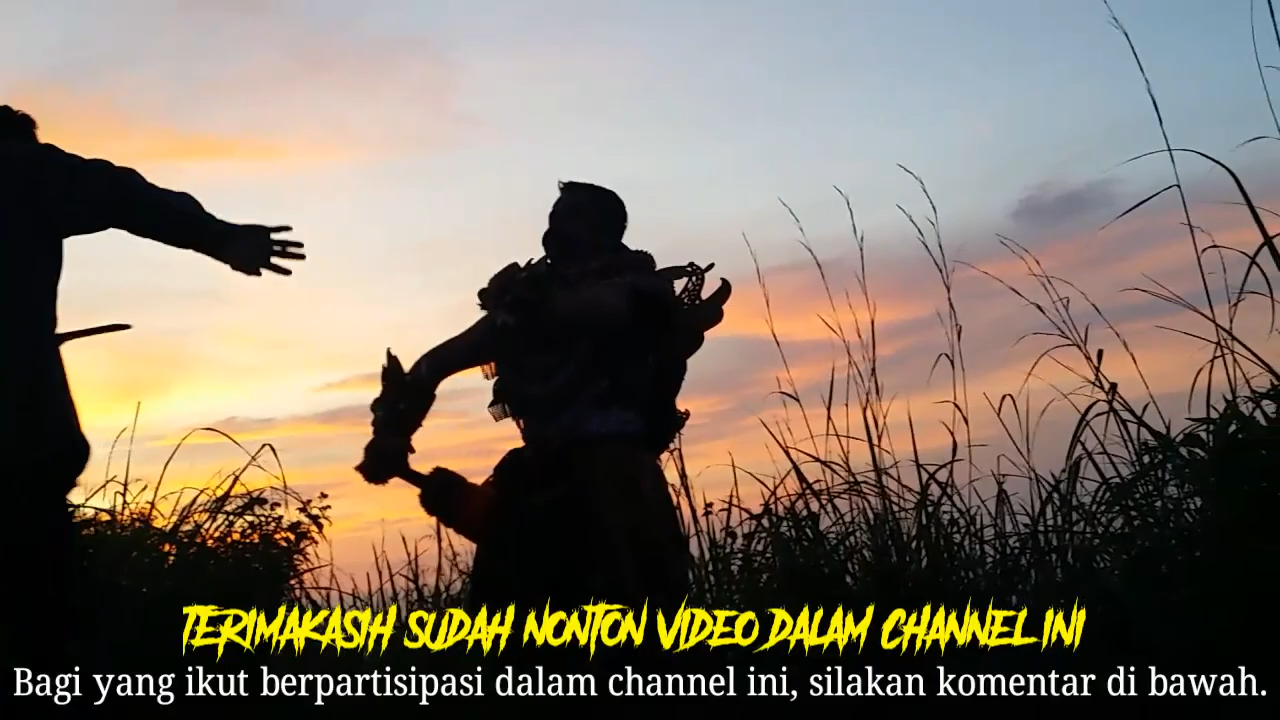 TERIMAKASIH SUDAH NONTON VIDEO DALAM CHANNEL INI
Bagi yang ikut berpartisipasi dalam channel ini, silakan komentar di bawah.